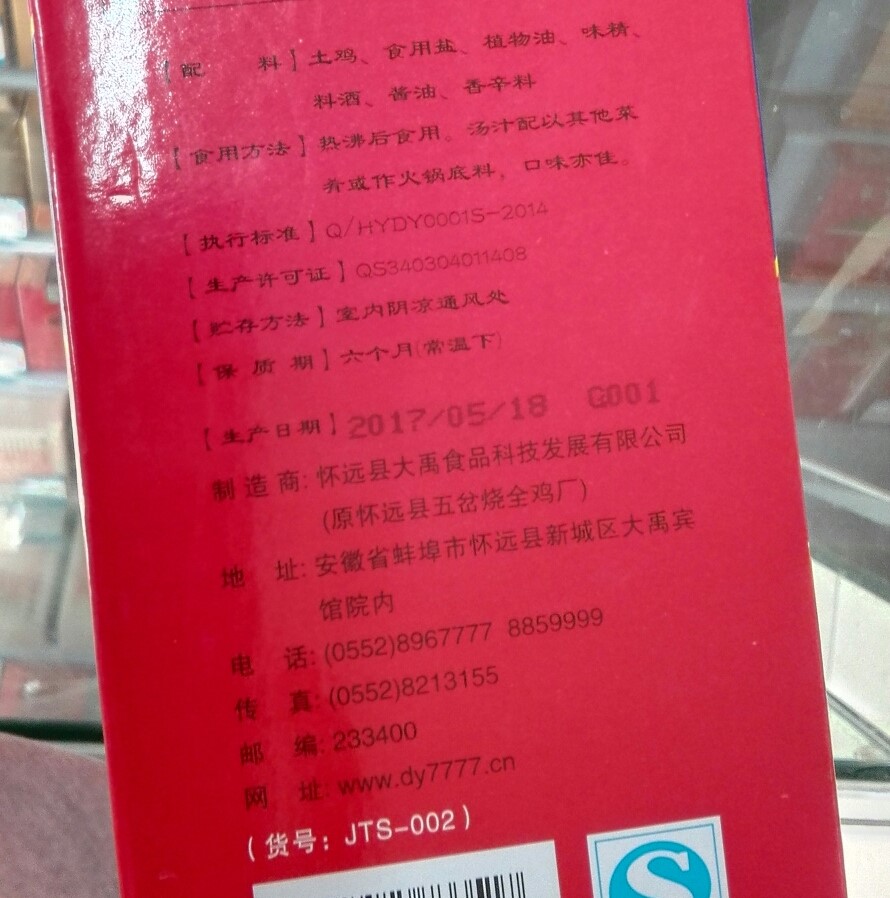 【配 料】土鸡、食用盐、植物油、味精、
料酒、酱油、香辛料
【食用方法】热沸后食用。汤汁配以其他菜
肴或作火锅底料，口味亦佳。
【执行标准】Q/HYDY0001S-2014
【生产许可证】QS340304011408
【贮存方法】室内阴凉通风处
【保 质 期】六个月(常温下)
【生产日期】2017/05/18 G001
制 造 商: 怀远县大禹食品科技发展有限公司
(原怀远县五岔烧全鸡厂)
地 址: 安徽省蚌埠市怀远县新城区大禹宾
馆院内
电 话: (0552)8967777 8859999
传 真: (0552)8213155
邮 编: 233400
网 址: www.dy7777.cn
(货号: JTS-002)